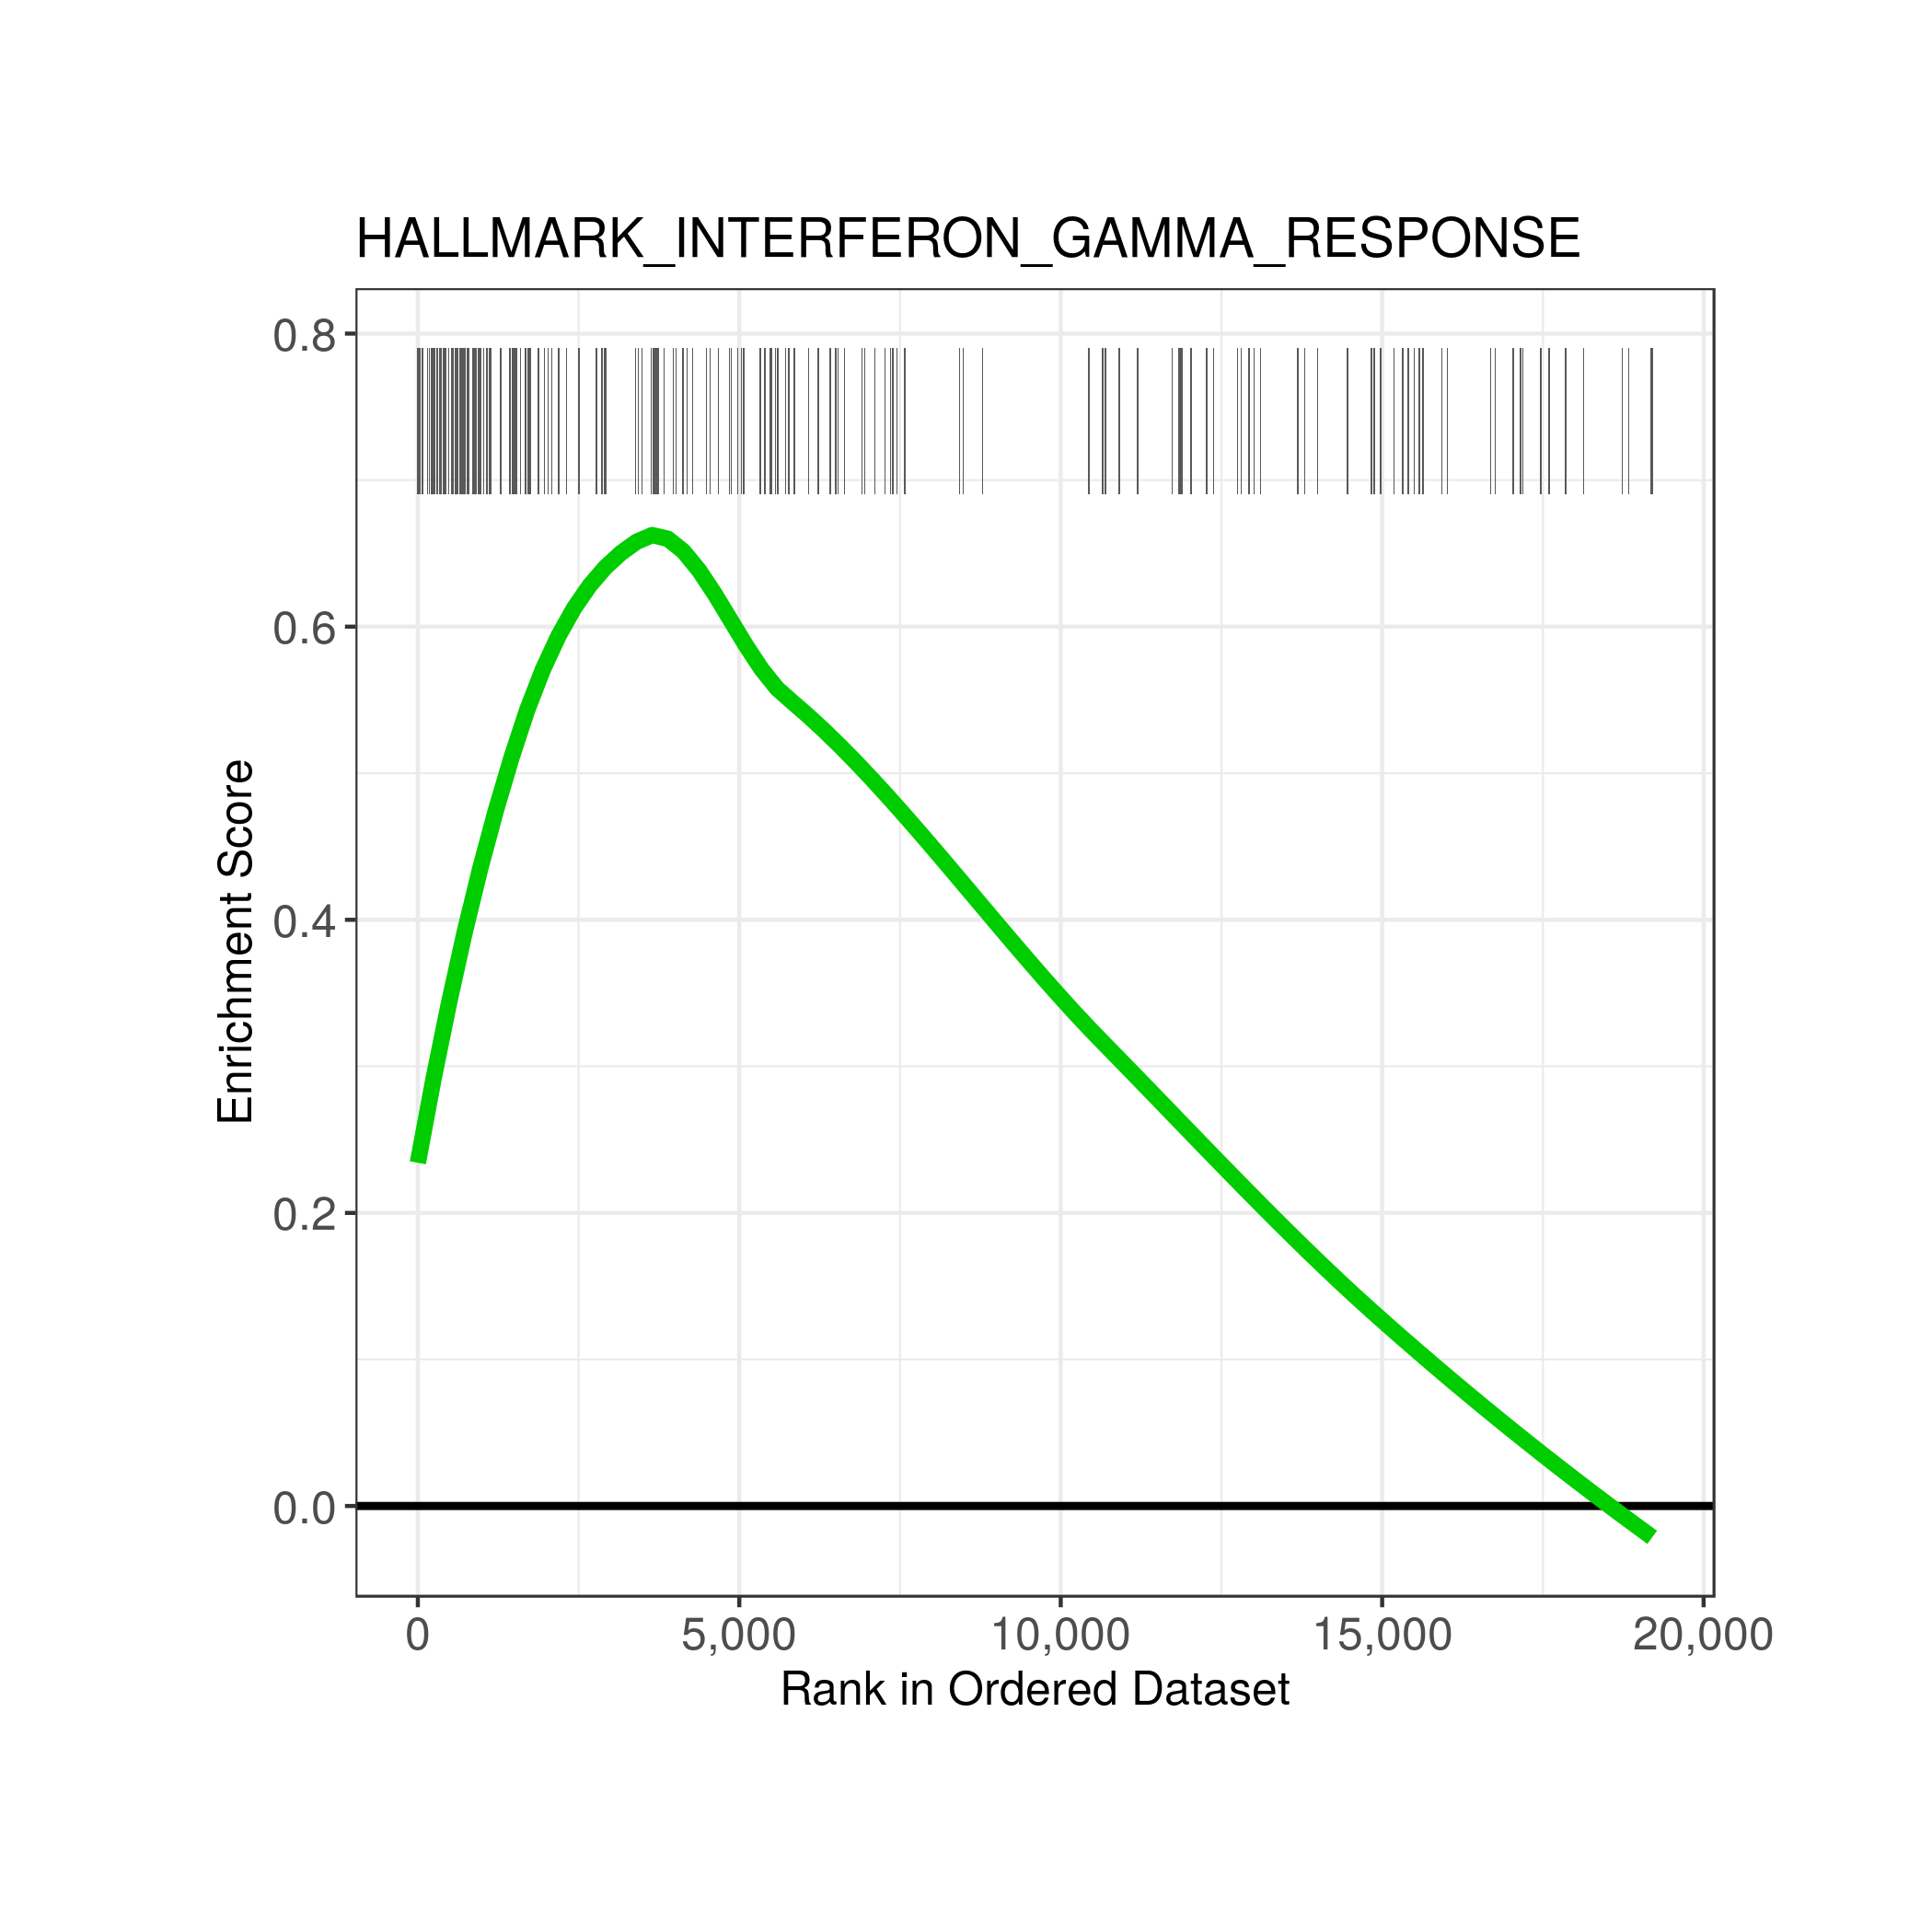 HALLMARK_INTERFERON_GAMMA_RESPONSE
0.8
0.6
0.4
0.2
0.0
Enrichment Score
0 5,000 10,000 15,000 20,000
Rank in Ordered Dataset